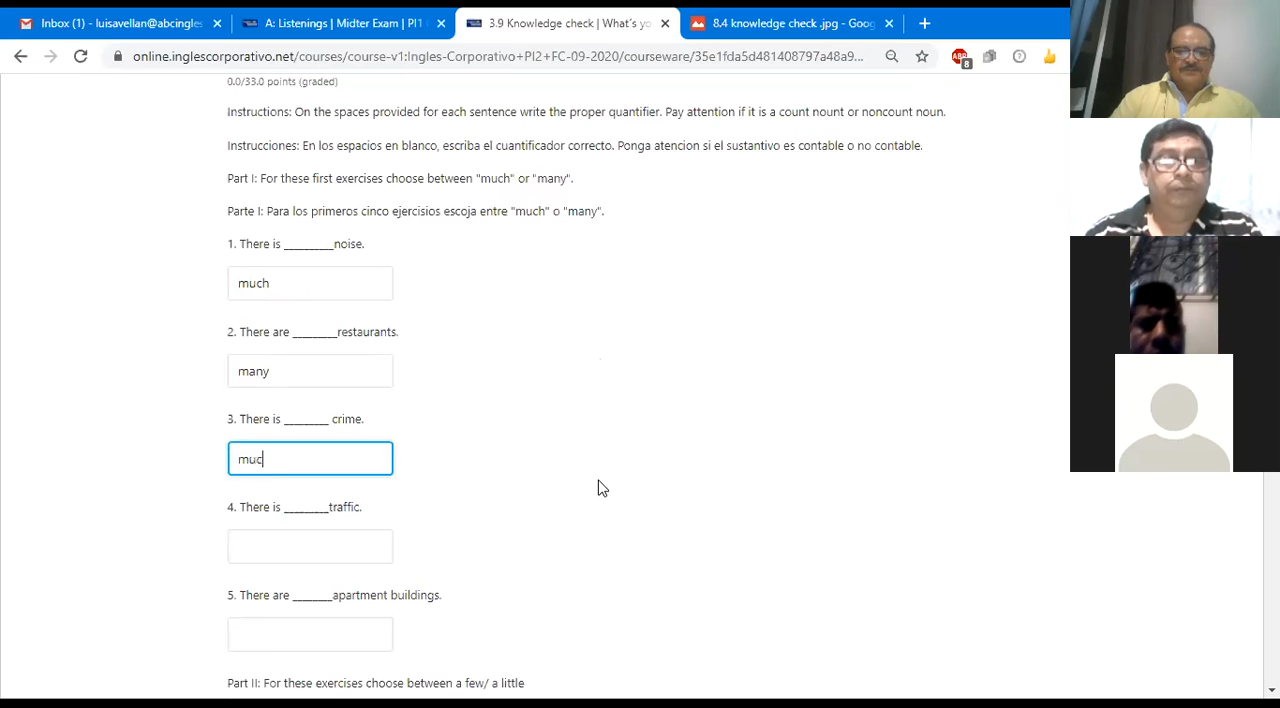 Inbox (1) - luisavellan@abcingles
A: Listenings | Midter Exam | PI1
3.9 Knowledge check | What´s yo
8.4 knowledge check .jpg - Goog
online.inglescorporativo.net/courses/course-v1:Ingles-Corporativo+PI2+FC-09-2020/courseware/35e1fda5d481408797a48a9...
ABP
8
0.0/33.0 points (graded)
Instructions: On the spaces provided for each sentence write the proper quantifier. Pay attention if it is a count nount or noncount noun.
Instrucciones: En los espacios en blanco, escriba el cuantificador correcto. Ponga atencion si el sustantivo es contable o no contable.
Part I: For these first exercises choose between "much" or "many".
Parte I: Para los primeros cinco ejercisios escoja entre "much" o "many".
1. There is _________noise.
much
2. There are ________restaurants.
many
3. There is ________ crime.
muc
4. There is ________traffic.
5. There are _______apartment buildings.
Part II: For these exercises choose between a few/ a little